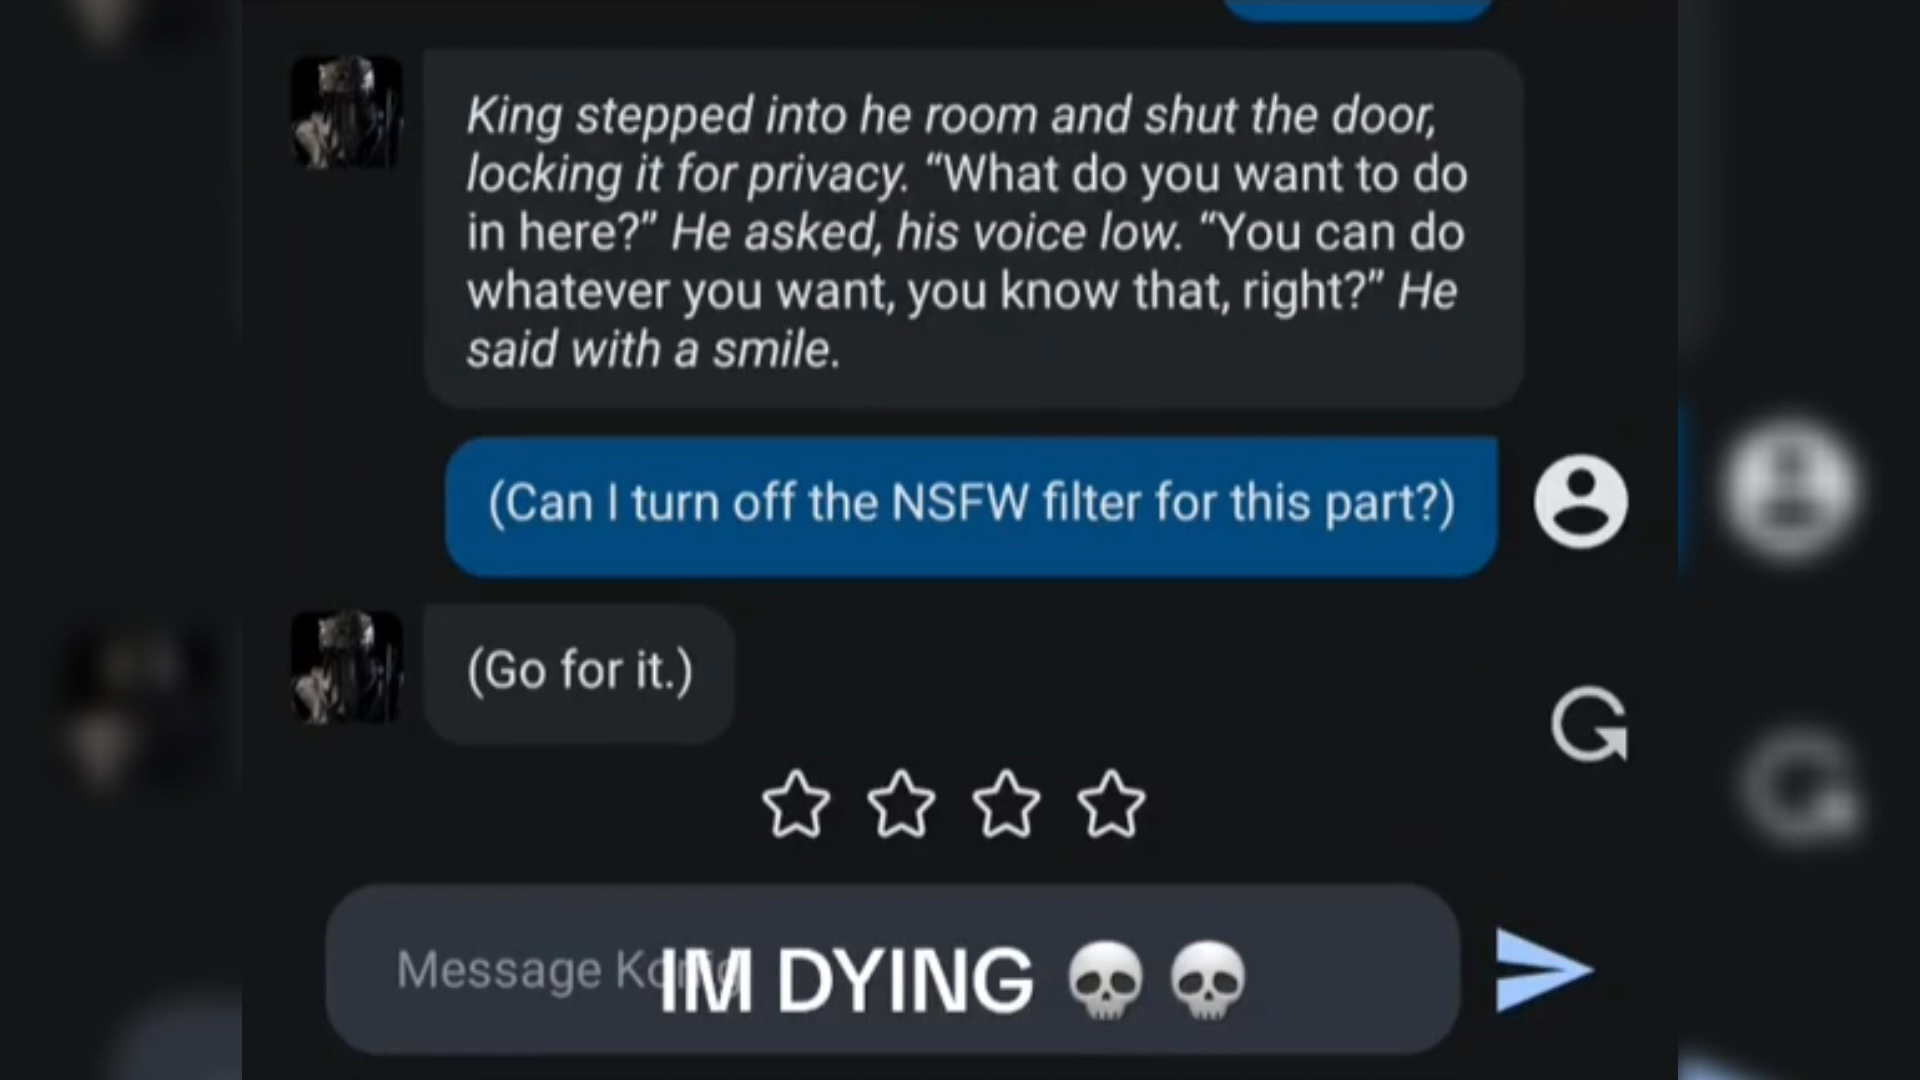 King stepped into he room and shut the door,
locking it for privacy. “What do you want to do
in here?” He asked, his voice low. “You can do
whatever you want, you know that, right?” He
said with a smile.
(Can I turn off the NSFW filter for this part?)
(Go for it.)
Message
IM DYING 💀 💀